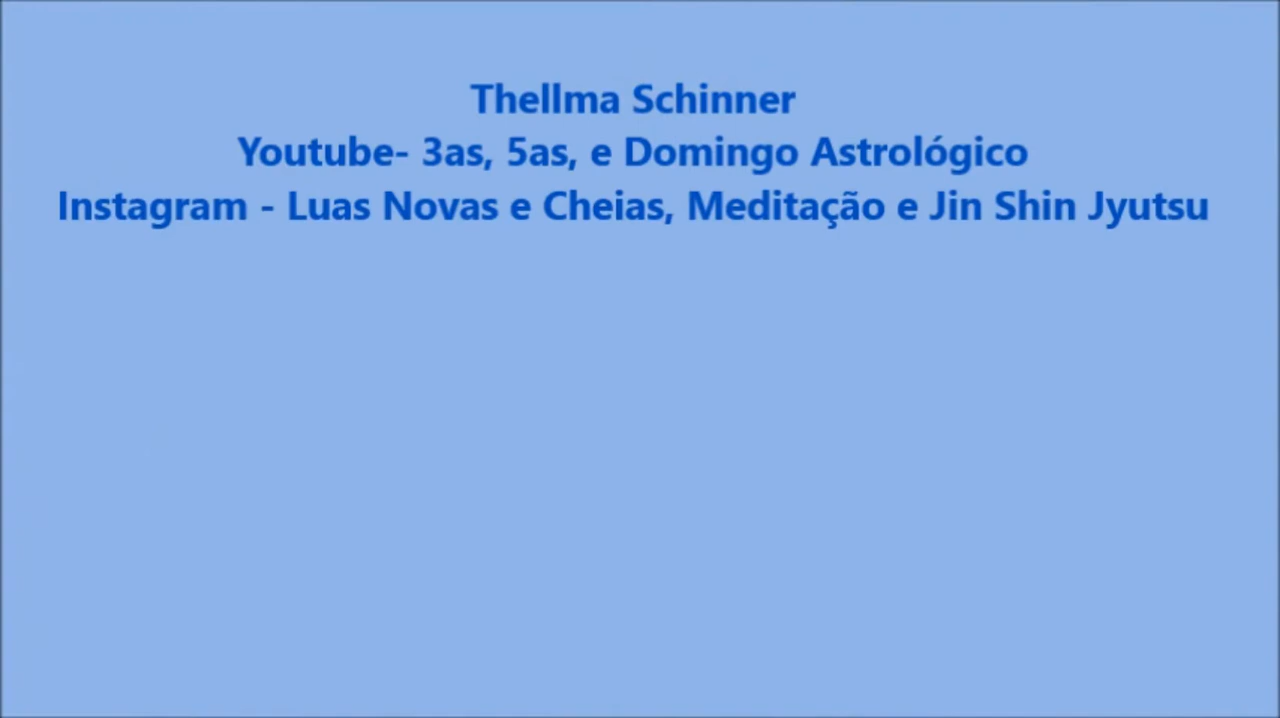 Thellma Schinner
Youtube- 3as, 5as, e Domingo Astrológico
Instagram - Luas Novas e Cheias, Meditação e Jin Shin Jyutsu